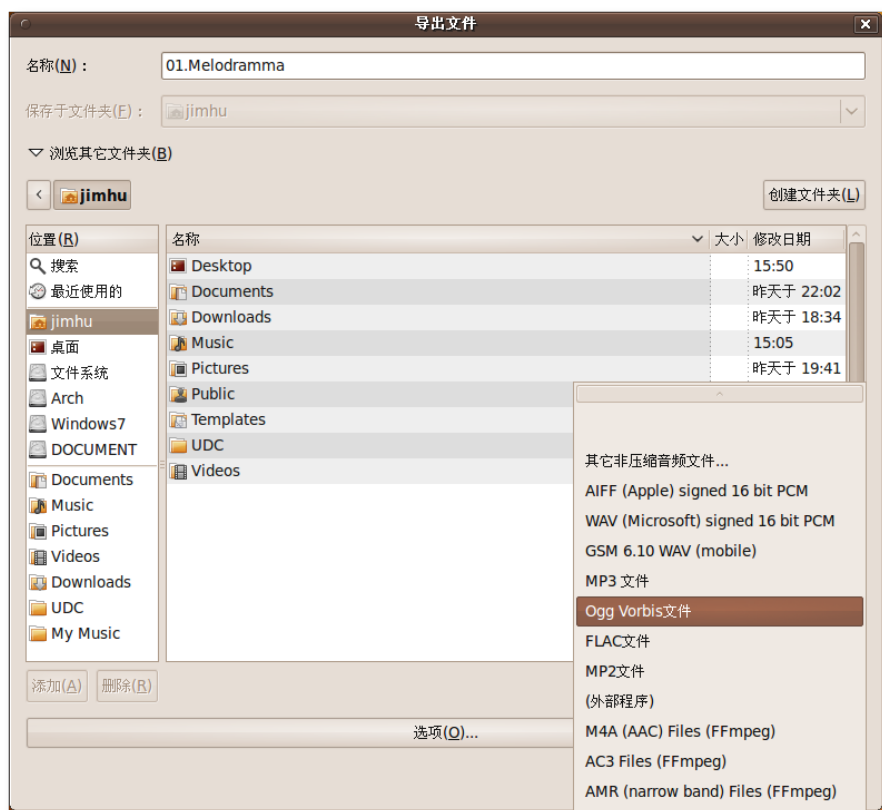 导出文件
名称(N)：
01.Melodramma
保存于文件夹(F)：
jimhu
浏览其它文件夹(B)
jimhu
创建文件夹(L)
位置(R)
搜索
最近使用的
jimhu
桌面
文件系统
Arch
Windows7
DOCUMENT
Documents
Music
Pictures
Videos
Downloads
UDC
My Music
名称 大小 修改日期
Desktop 15:50
Documents 昨天于 22:02
Downloads 昨天于 18:34
Music 15:05
Pictures 昨天于 19:41
Public
Templates
UDC
Videos
其它非压缩音频文件...
AIFF (Apple) signed 16 bit PCM
WAV (Microsoft) signed 16 bit PCM
GSM 6.10 WAV (mobile)
MP3 文件
Ogg Vorbis文件
FLAC文件
MP2文件
(外部程序)
M4A (AAC) Files (FFmpeg)
AC3 Files (FFmpeg)
AMR (narrow band) Files (FFmpeg)
添加(A)
删除(R)
选项(O)...